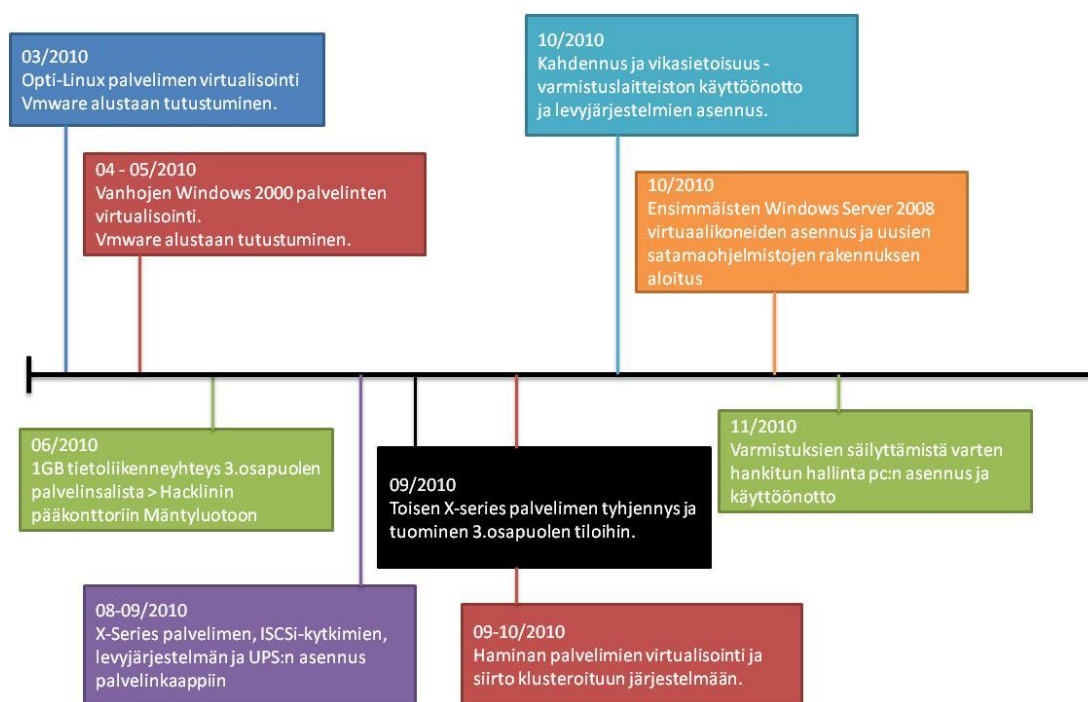 03/2010
Opti-Linux palvelimen virtualisointi
Vmware alustaan tutustuminen.
04 - 05/2010
Vanhojen Windows 2000 palvelinten
virtualisointi.
Vmware alustaan tutustuminen.
10/2010
Kahdennus ja vikasietoisuus -
varmistuslaitteiston käyttöönotto
ja levyjärjestelmien asennus.
10/2010
Ensimmäisten Windows Server 2008
virtuaalikoneiden asennus ja uusien
satamaohjelmistojen rakennuksen
aloitus
06/2010
1GB tietoliikenneyhteys 3.osapuolen
palvelinsalista > Hacklinin
pääkonttoriin Mäntyluotoon
08-09/2010
X-Series palvelimen, ISCSi-kytkimien,
levyjärjestelmän ja UPS:n asennus
palvelinkaappiin
09/2010
Toisen X-series palvelimen tyhjennys ja
tuominen 3.osapuolen tiloihin.
09-10/2010
Haminan palvelimien virtualisointi ja
siirto klusteroituun järjestelmään.
11/2010
Varmistuksien säilyttämistä varten
hankitun hallinta pc:n asennus ja
käyttöönotto